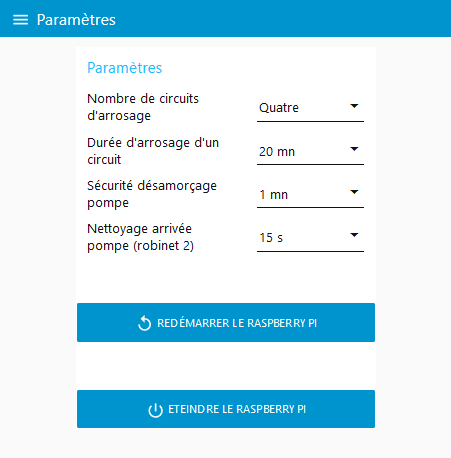 Paramètres
Paramètres
Nombre de circuits
d'arrosage
Quatre
Durée d'arrosage d'un
circuit
20 mn
Sécurité désamorçage
pompe
1 mn
Nettoyage arrivée
pompe (robinet 2)
15 s
REDÉMARRER LE RASPBERRY PI
ETEINDRE LE RASPBERRY PI